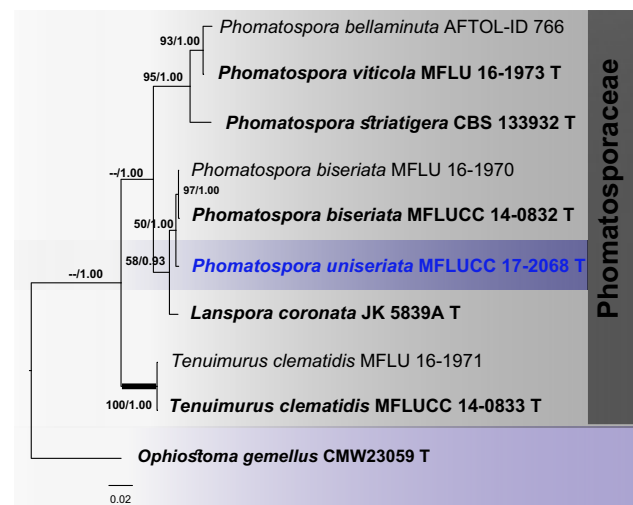 Phomatospora bellaminuta AFTOL-ID 766
93/1.00
Phomatospora viticola MFLU 16-1973 T
95/1.00
Phomatospora striatigera CBS 133932 T
--/1.00
Phomatospora biseriata MFLU 16-1970
97/1.00
Phomatospora biseriata MFLUCC 14-0832 T
50/1.00
58/0.93
Phomatospora uniseriata MFLUCC 17-2068 T
--/1.00
Lanspora coronata JK 5839A T
Tenuimurus clematidis MFLU 16-1971
100/1.00
Tenuimurus clematidis MFLUCC 14-0833 T
Ophiostoma gemellus CMW23059 T
0.02
Phomatosporaceae